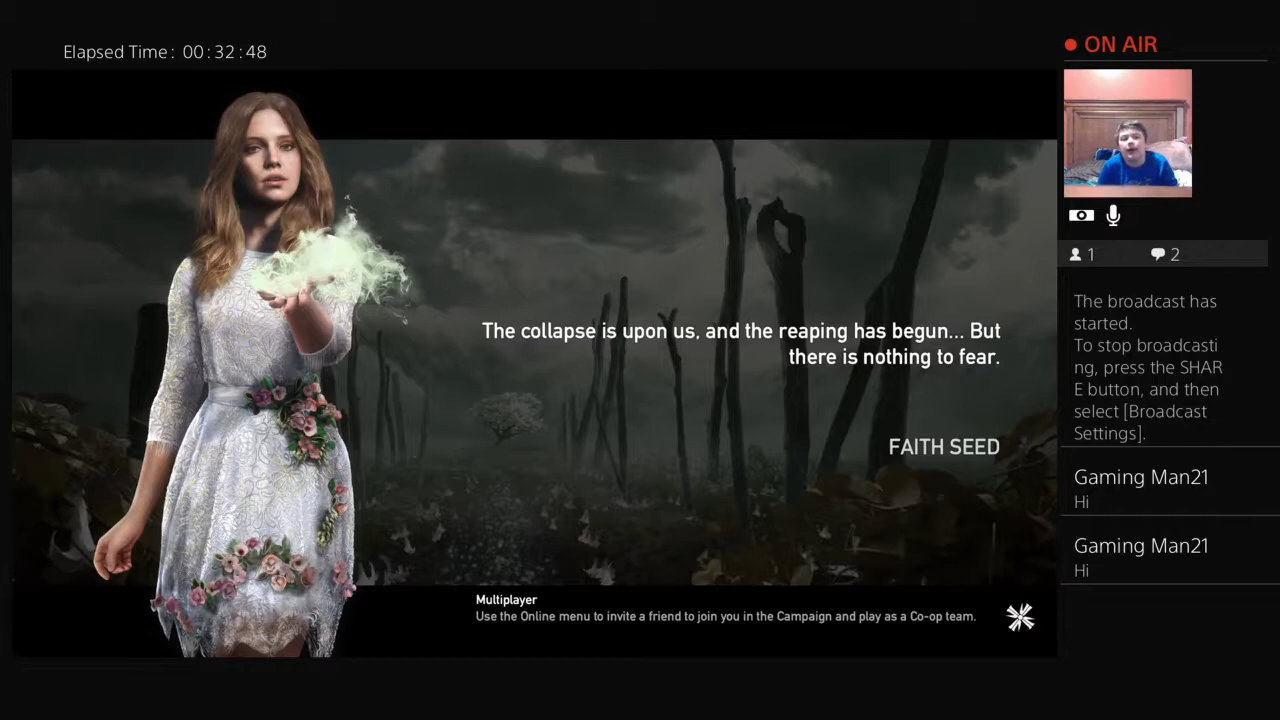 Elapsed Time: 00:32:48
ON AIR
1
2
The collapse is upon us, and the reaping has begun... But
there is nothing to fear.
FAITH SEED
Multiplayer
Use the Online menu to invite a friend to join you in the Campaign and play as a Co-op team.
The broadcast has
started.
To stop broadcasti
ng, press the SHAR
E button, and then
select [Broadcast
Settings].
Gaming Man21
Hi
Gaming Man21
Hi